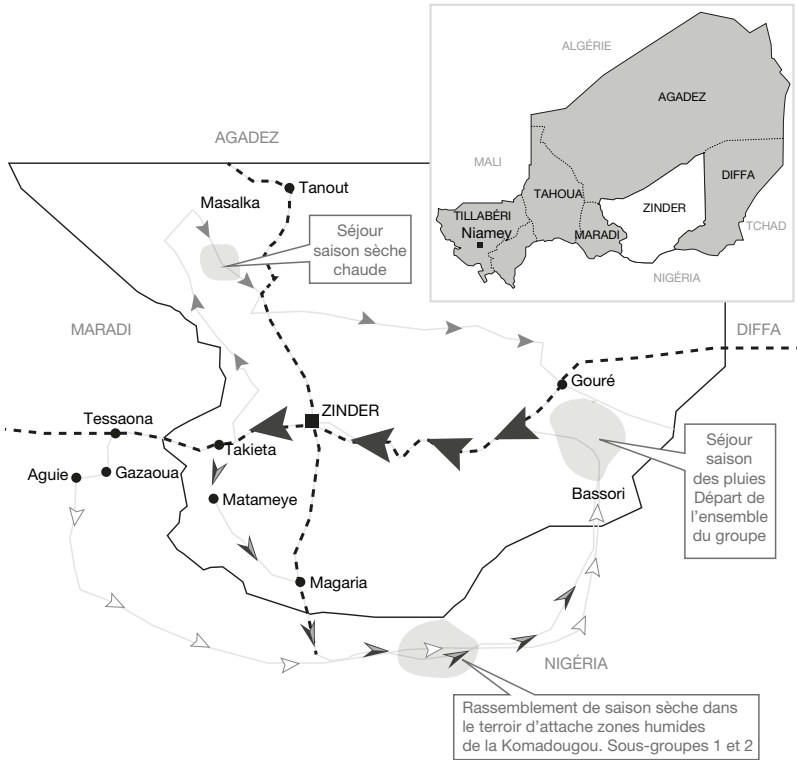 ALGÉRIE
AGADEZ
MALI
DIFFA
TAHOUA
ZINDER
TILLABÉRI
Niamey
MARADI
TCHAD
NIGÉRIA
AGADEZ
Tanout
Masalka
Séjour
saison sèche
chaude
MARADI
DIFFA
Gouré
Tessaona
ZINDER
Takieta
Aguie
Gazaoua
Matameye
Bassori
Séjour
saison
des pluies
Départ de
l'ensemble
du groupe
Magaria
NIGÉRIA
Rassemblement de saison sèche dans
le terroir d'attache zones humides
de la Komadougou. Sous-groupes 1 et 2